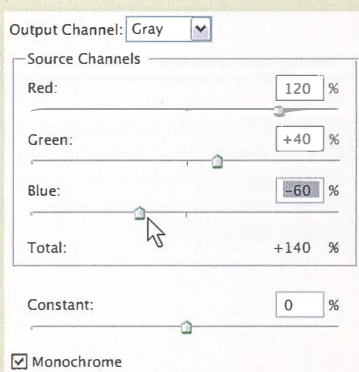 Output Channel: Gray
Source Channels
Red: 120 %
Green: +40 %
Blue: -60 %
Total: +140 %
Constant: 0 %
Monochrome